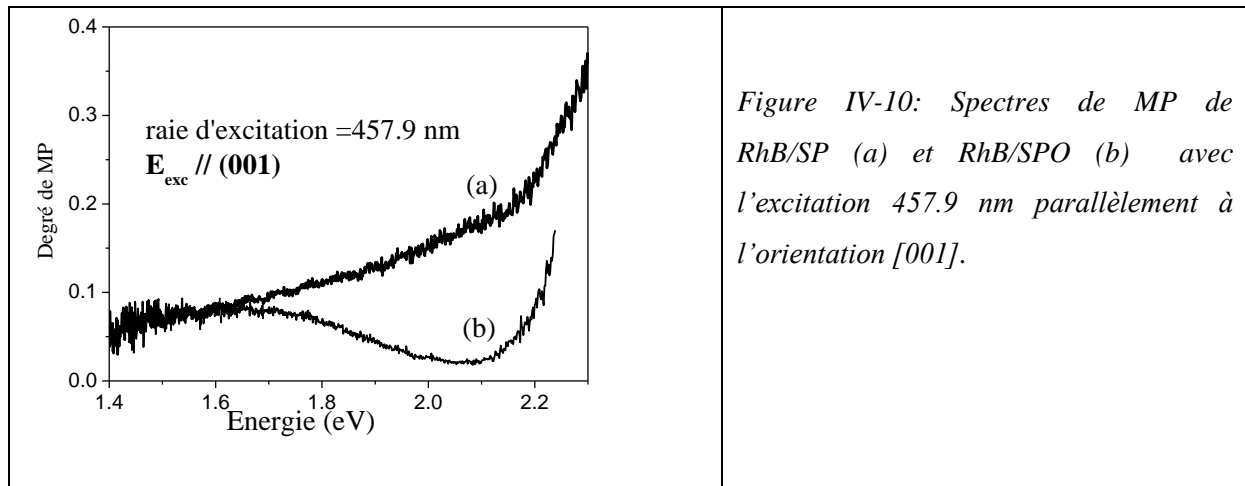 0.4
0.3
0.2
0.1
0.0
Degré de MP
raie d'excitation =457.9 nm
E_exc // (001)
(a)
(b)
1.4 1.6 1.8 2.0 2.2
Energie (eV)
Figure IV-10: Spectres de MP de
RhB/SP (a) et RhB/SPO (b) avec
l'excitation 457.9 nm parallèlement à
l'orientation [001].